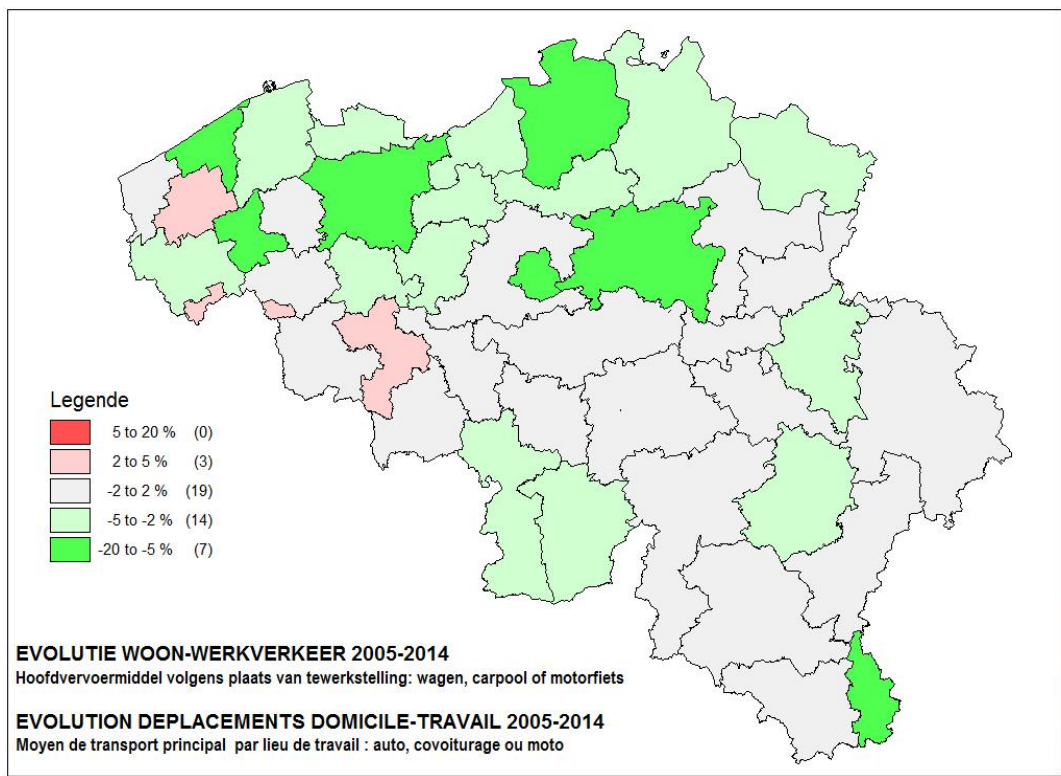 Legende
5 to 20 % (0)
2 to 5 % (3)
-2 to 2 % (19)
-5 to -2 % (14)
-20 to -5 % (7)
EVOLUTIE WOON-WERKVERKEER 2005-2014
Hoofdvervoermiddel volgens plaats van tewerkstelling: wagen, carpool of motorfiets
EVOLUTION DEPLACEMENTS DOMICILE-TRAVAIL 2005-2014
Moyen de transport principal par lieu de travail : auto, covoiturage ou moto